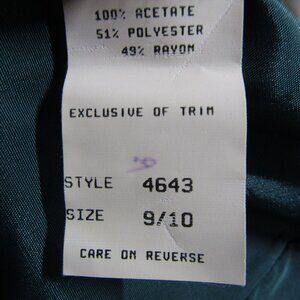 100% ACETATE
51% POLYESTER
49% RAYON
EXCLUSIVE OF TRIM
STYLE 4643
SIZE 9/10
CARE ON REVERSE